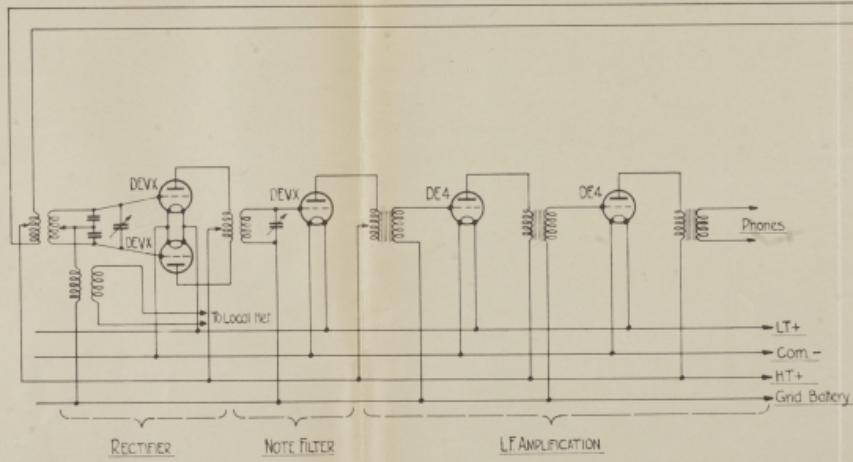 DEVX
DEVX
DEVX
DE4
DE4
Phones
To Local Het
LT+
Com. -
HT+
Grid Battery
RECTIFIER
NOTE FILTER
L.F. AMPLIFICATION